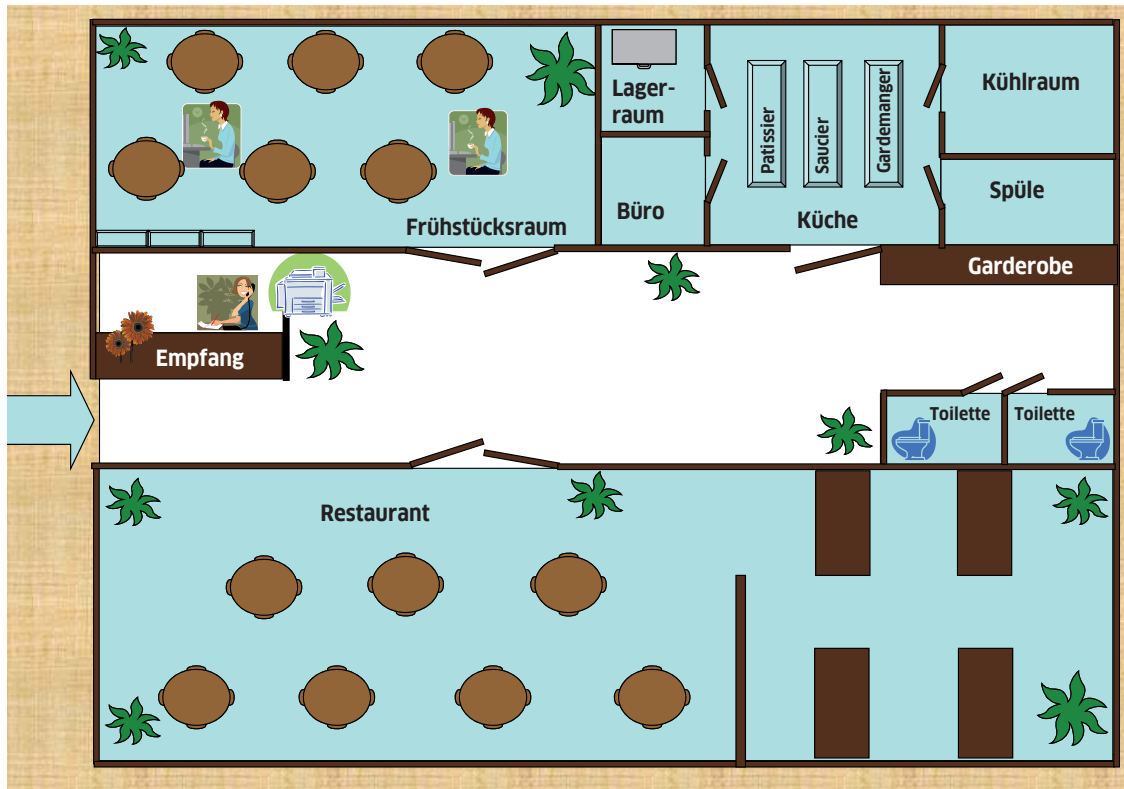 Lager-
raum
Kühlraum
Patissier
Saucier
Gardemanger
Büro
Spüle
Frühstücksraum
Küche
Garderobe
Empfang
Toilette
Toilette
Restaurant